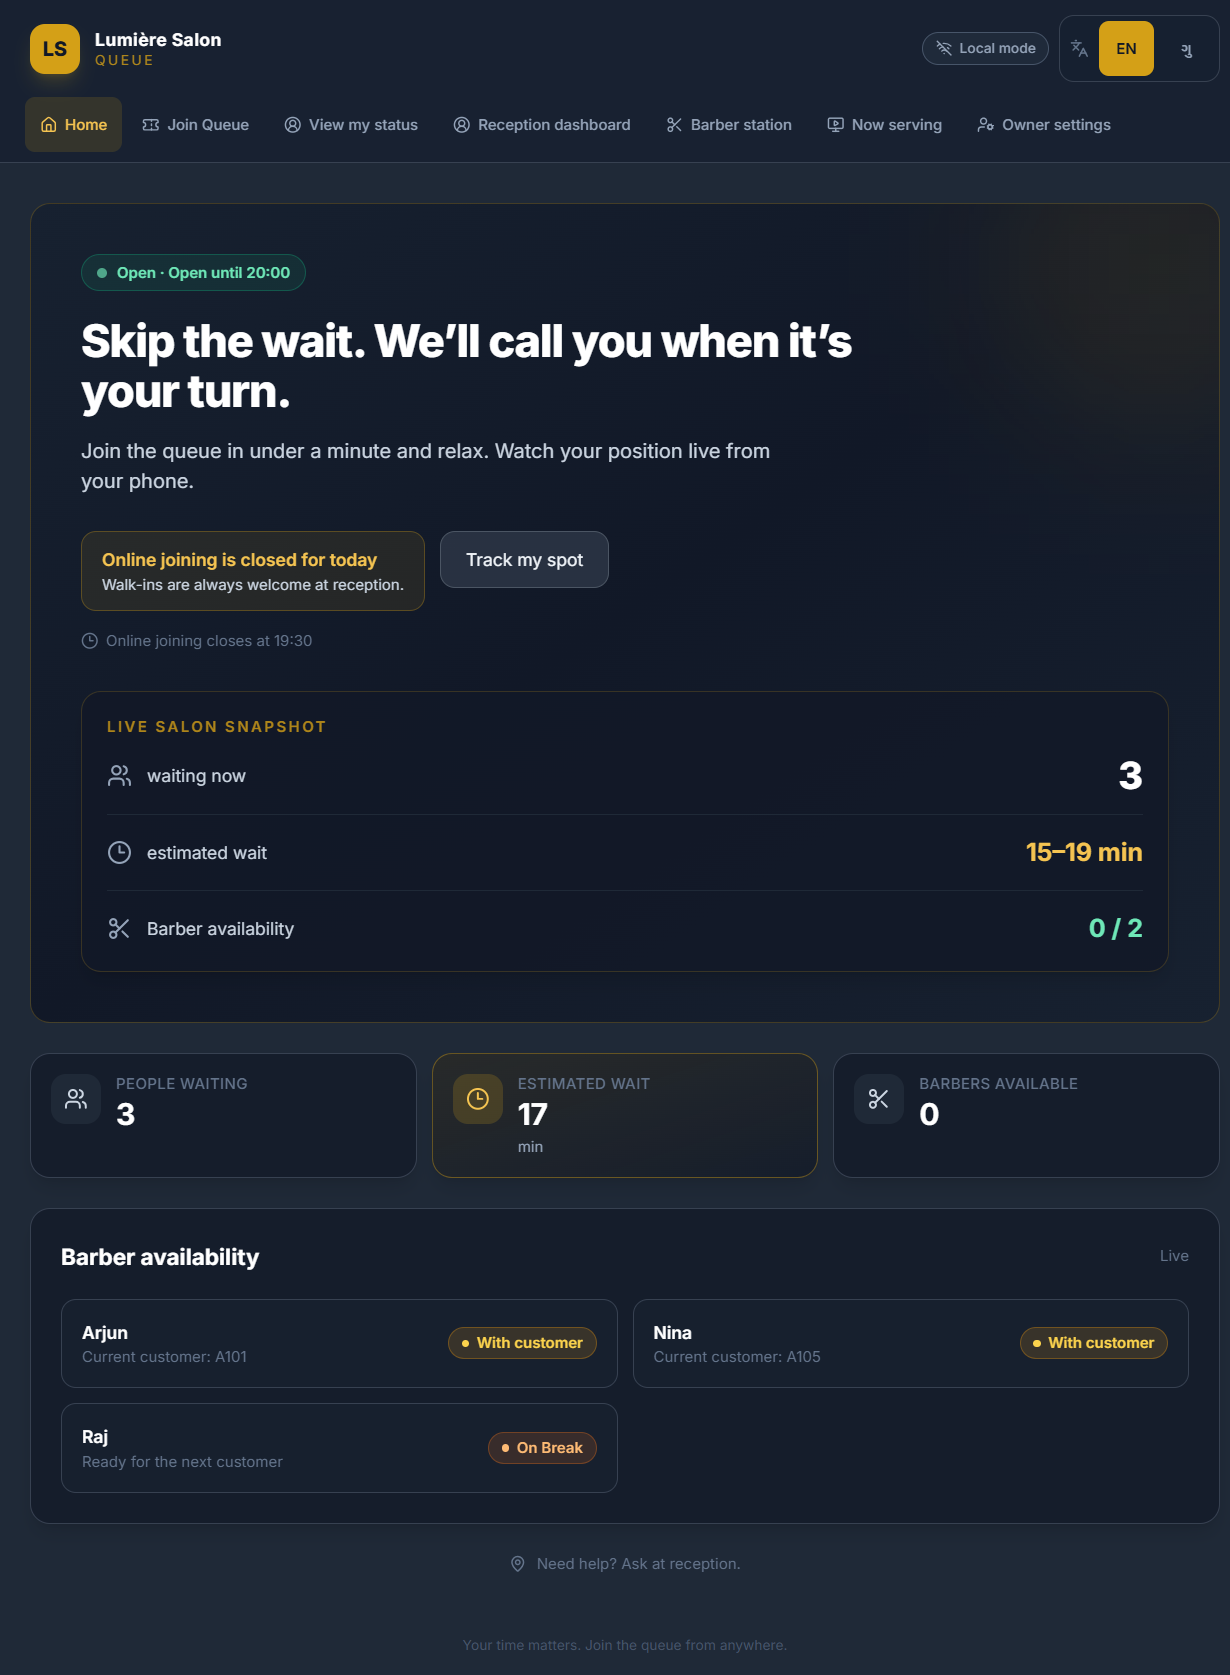 LS
Lumière Salon
QUEUE
Local mode
EN
ગુ
Home
Join Queue
View my status
Reception dashboard
Barber station
Now serving
Owner settings
Open · Open until 20:00
Skip the wait. We’ll call you when it’s
your turn.
Join the queue in under a minute and relax. Watch your position live from
your phone.
Online joining is closed for today
Walk-ins are always welcome at reception.
Track my spot
Online joining closes at 19:30
LIVE SALON SNAPSHOT
waiting now
3
estimated wait
15–19 min
Barber availability
0 / 2
PEOPLE WAITING
3
ESTIMATED WAIT
17
min
BARBERS AVAILABLE
0
Barber availability
Live
Arjun
Current customer: A101
With customer
Nina
Current customer: A105
With customer
Raj
Ready for the next customer
On Break
Need help? Ask at reception.
Your time matters. Join the queue from anywhere.